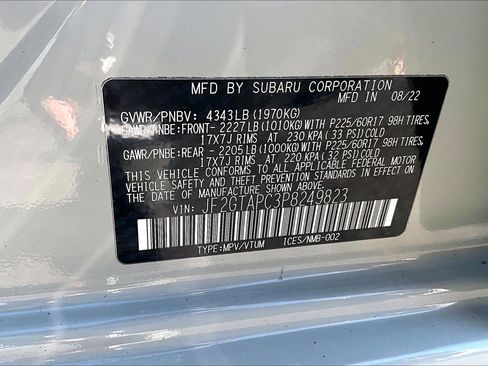 MFD BY SUBARU CORPORATION
MFD IN 08/22
GVWR/PNBV: 4343LB (1970KG)
GAWR/PNBE:FRONT- 2227LB (1010KG) WITH P225/60R17 98H TIRES,
17X7J RIMS AT 230 KPA (33 PSI) COLD
GAWR/PNBE:REAR - 2205LB (1000KG) WITH P225/60R17 98H TIRES,
17X7J RIMS AT 220 KPA (32 PSI) COLD
THIS VEHICLE CONFORMS TO ALL APPLICABLE FEDERAL MOTOR
VEHICLE SAFETY AND THEFT PREVENTION STANDARDS IN EFFECT
ON THE DATE OF MANUFACTURE SHOWN ABOVE.
VIN: JF2GTAPC3P8249823
TYPE:MPV/VTUM ICES/NMB-002